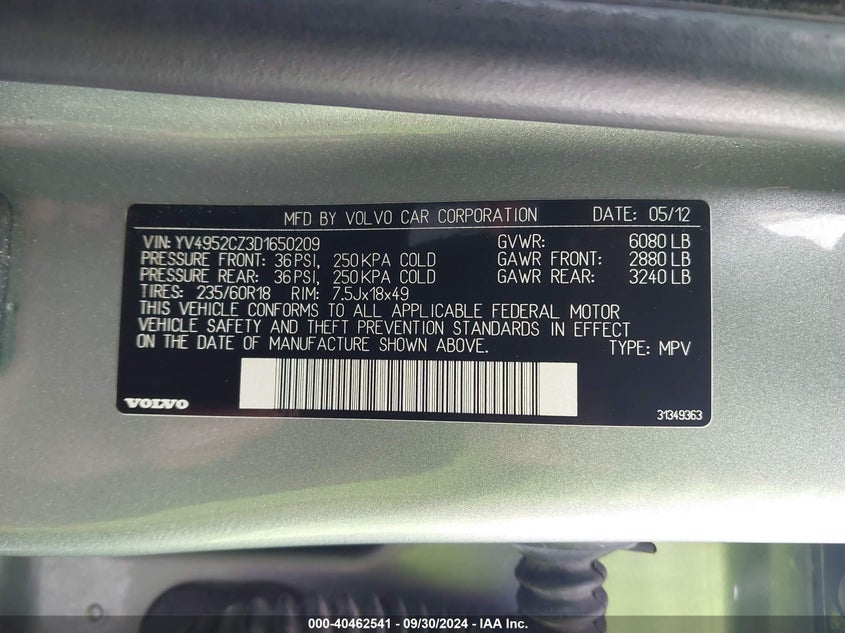 MFD BY VOLVO CAR CORPORATION DATE: 05/12
VIN: YV4952CZ3D1650209 GVWR: 6080 LB
PRESSURE FRONT: 36 PSI, 250 KPA COLD GAWR FRONT: 2880 LB
PRESSURE REAR: 36 PSI, 250 KPA COLD GAWR REAR: 3240 LB
TIRES: 235/60R18 RIM: 7.5Jx18x49
THIS VEHICLE CONFORMS TO ALL APPLICABLE FEDERAL MOTOR
VEHICLE SAFETY AND THEFT PREVENTION STANDARDS IN EFFECT
ON THE DATE OF MANUFACTURE SHOWN ABOVE. TYPE: MPV
VOLVO 31349363
000-40462541 - 09/30/2024 - IAA Inc.